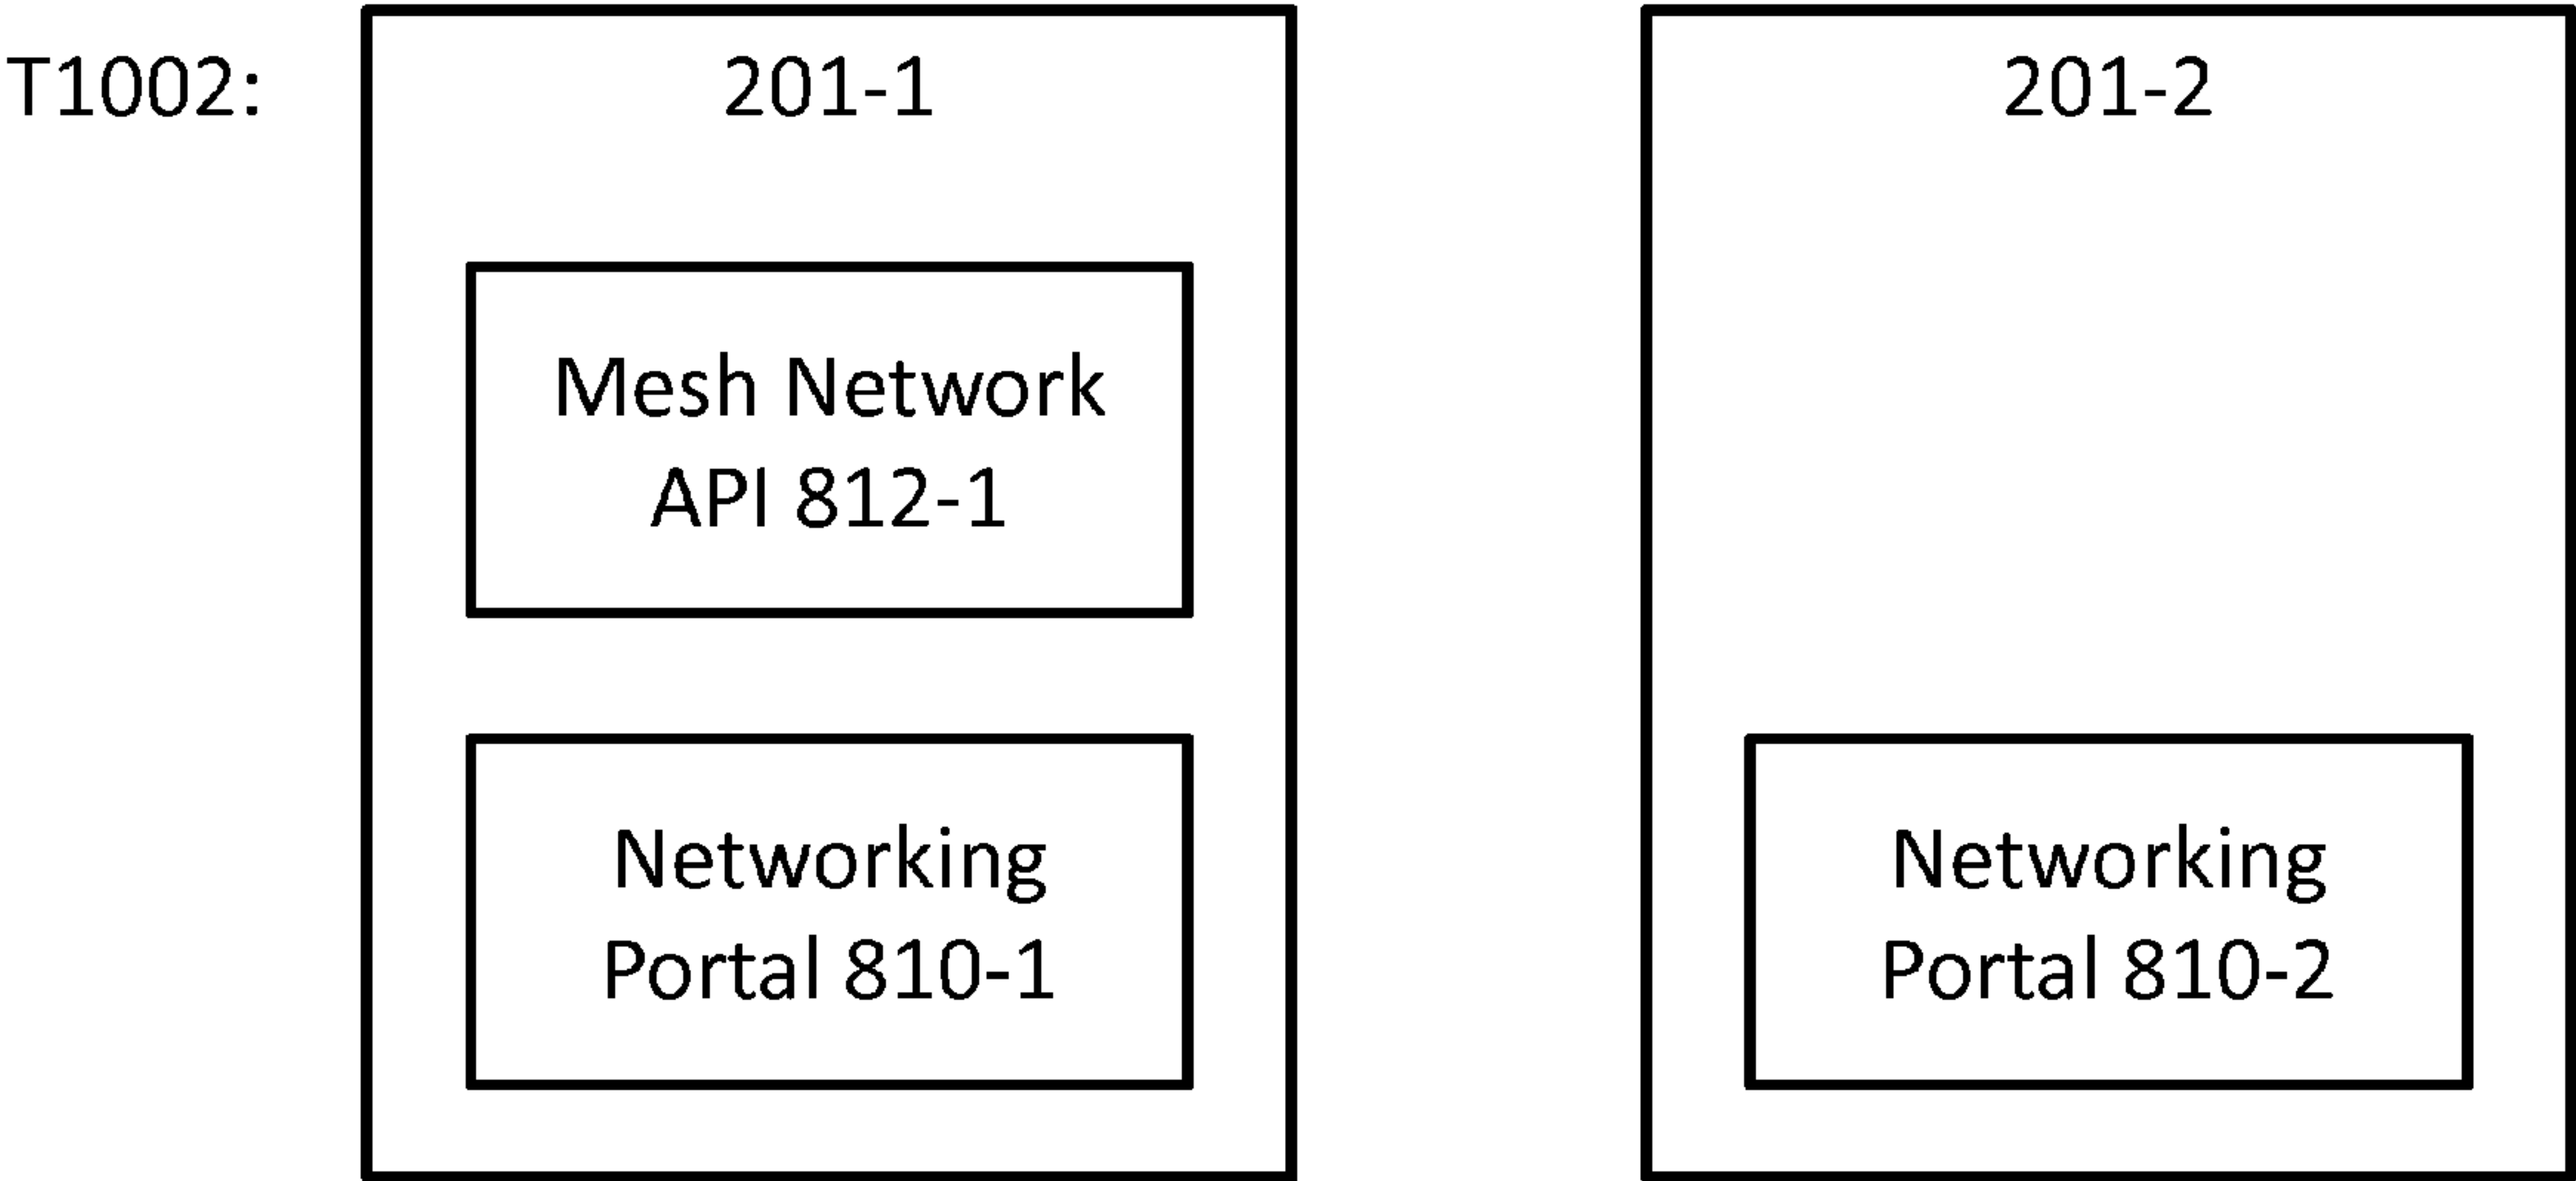 T1002:
201-1
201-2
Mesh Network
API 812-1
Networking
Portal 810-1
Networking
Portal 810-2